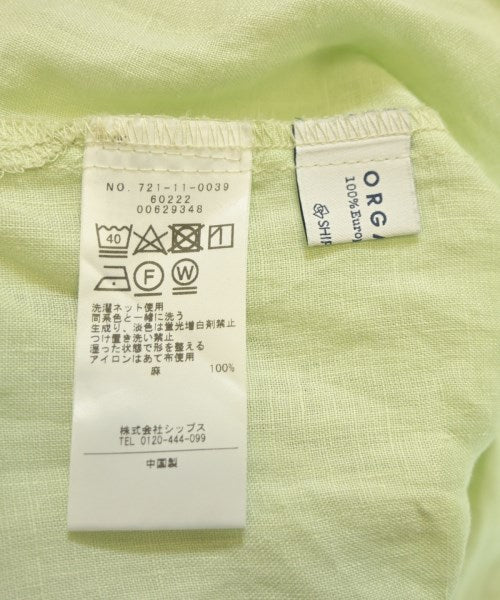 NO. 721-11-0039
60222
00629348
40
F
W
洗濯ネット使用
同系色と一緒に洗う
生成り、淡色は蛍光増白剤禁止
つけ置き洗い禁止
湿った状態で形を整える
アイロンはあて布使用
麻 100%
株式会社シップス
TEL 0120-444-099
中国製
ORGA
100% Europ
SHIP